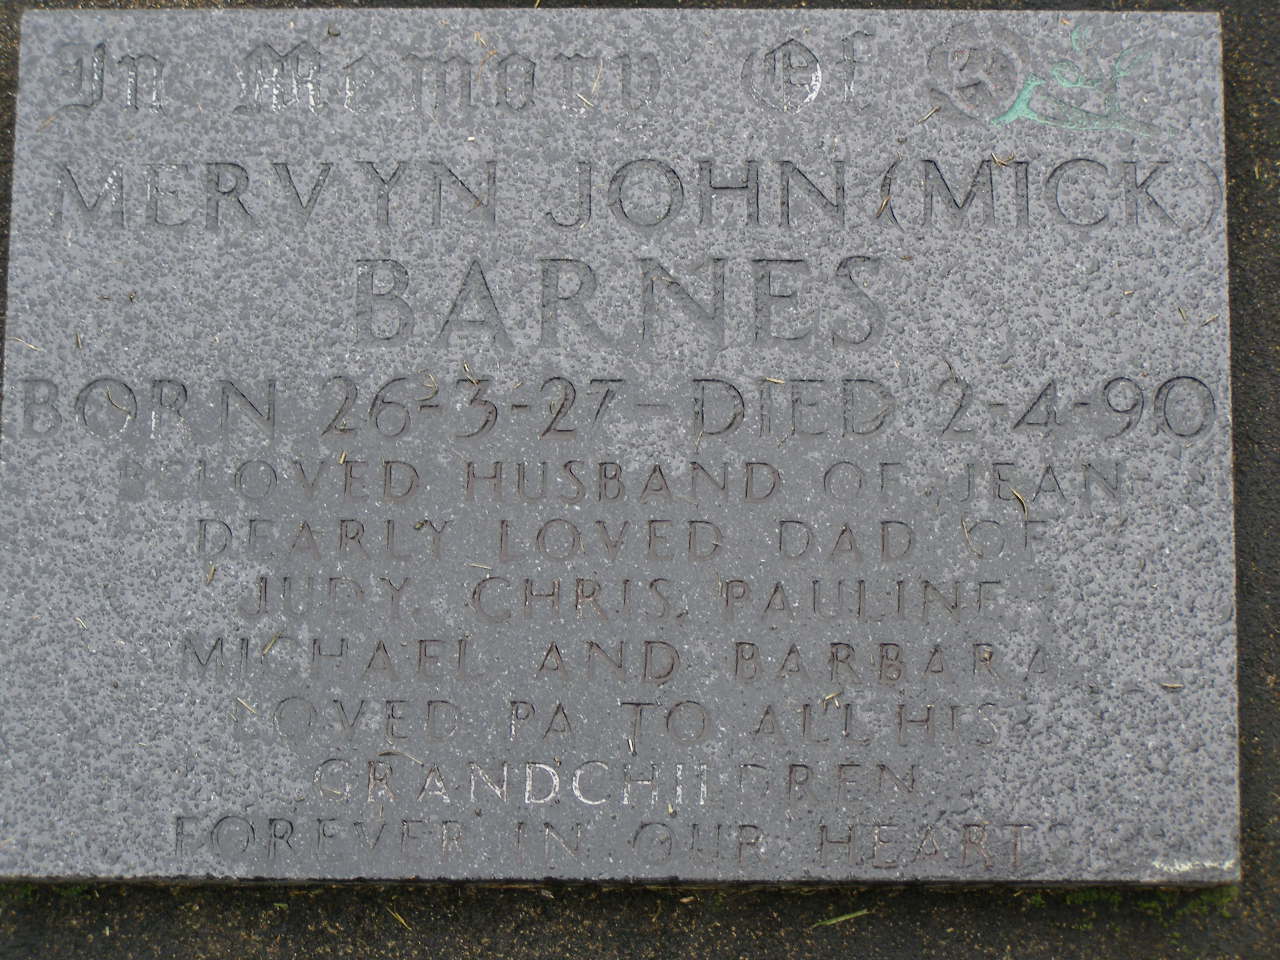 In Memory Of
MERVYN JOHN (MICK)
BARNES
BORN 26-3-27 - DIED 2-4-90
BELOVED HUSBAND OF JEAN
DEARLY LOVED DAD OF
JUDY, CHRIS, PAULINE,
MICHAEL AND BARBARA
LOVED PA TO ALL HIS
GRANDCHILDREN
FOREVER IN OUR HEARTS